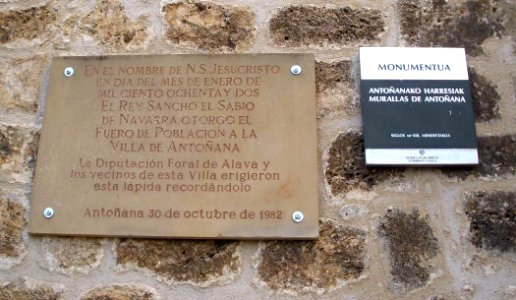 EN EL NOMBRE DE N.S. JESUCRISTO
EN DIA DEL MES DE ENERO DE
MIL CIENTO OCHENTA Y DOS
EL REY SANCHO EL SABIO
DE NAVARRA OTORGO EL
FUERO DE POBLACION A LA
VILLA DE ANTOÑANA
La Diputación Foral de Alava y
los vecinos de esta Villa erigieron
esta lápida recordándolo
Antoñana 30 de octubre de 1982
MONUMENTUA
ANTOÑANAKO HARRESIAK
MURALLAS DE ANTOÑANA
SIGLOS